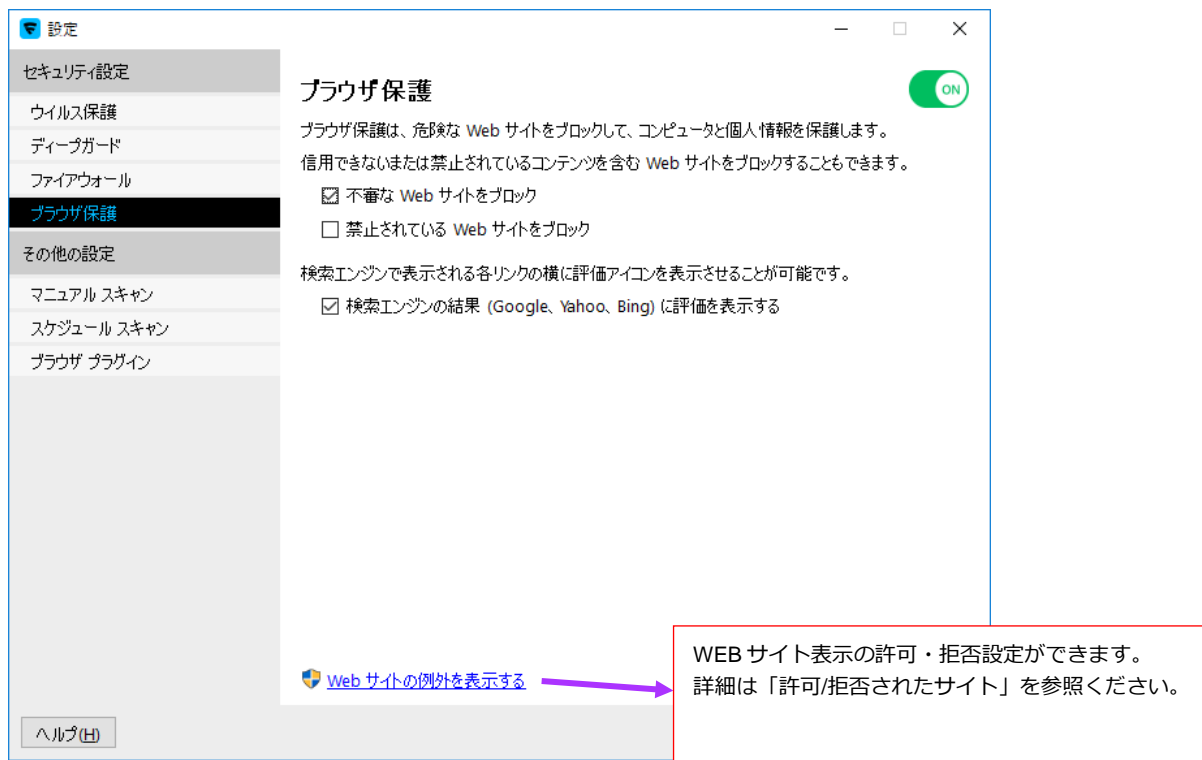 設定
セキュリティ設定
ウイルス保護
ディープガード
ファイアウォール
ブラウザ保護
その他の設定
マニュアル スキャン
スケジュール スキャン
ブラウザ プラグイン
ブラウザ保護
ON
ブラウザ保護は、危険な Web サイトをブロックして、コンピュータと個人情報を保護します。
信用できないまたは禁止されているコンテンツを含む Web サイトをブロックすることもできます。
不審な Web サイトをブロック
禁止されている Web サイトをブロック
検索エンジンで表示される各リンクの横に評価アイコンを表示させることが可能です。
検索エンジンの結果 (Google、Yahoo、Bing) に評価を表示する
Web サイトの例外を表示する
WEB サイト表示の許可・拒否設定ができます。
詳細は「許可/拒否されたサイト」を参照ください。
ヘルプ(H)